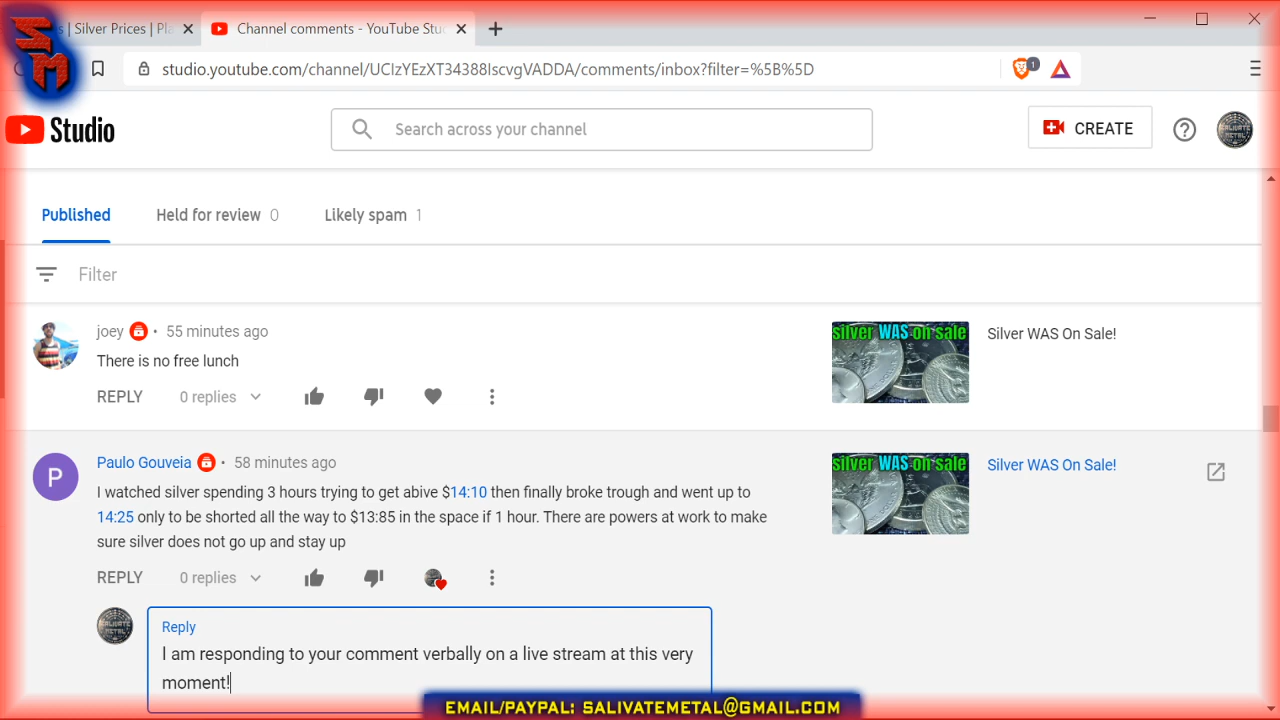 SM
s | Silver Prices | Pla
Channel comments - YouTube Stud
studio.youtube.com/channel/UCIzYEzXT34388IscvgVADDA/comments/inbox?filter=%5B%5D
1
Studio
Search across your channel
CREATE
Published
Held for review 0
Likely spam 1
Filter
joey • 55 minutes ago
There is no free lunch
REPLY
0 replies
silver WAS on sale
Silver WAS On Sale!
P
Paulo Gouveia • 58 minutes ago
I watched silver spending 3 hours trying to get abive $14:10 then finally broke trough and went up to
14:25 only to be shorted all the way to $13:85 in the space if 1 hour. There are powers at work to make
sure silver does not go up and stay up
REPLY
0 replies
silver WAS on sale
Silver WAS On Sale!
SALIVATE
METAL
Reply
I am responding to your comment verbally on a live stream at this very
moment!
EMAIL/PAYPAL: SALIVATEMETAL@GMAIL.COM